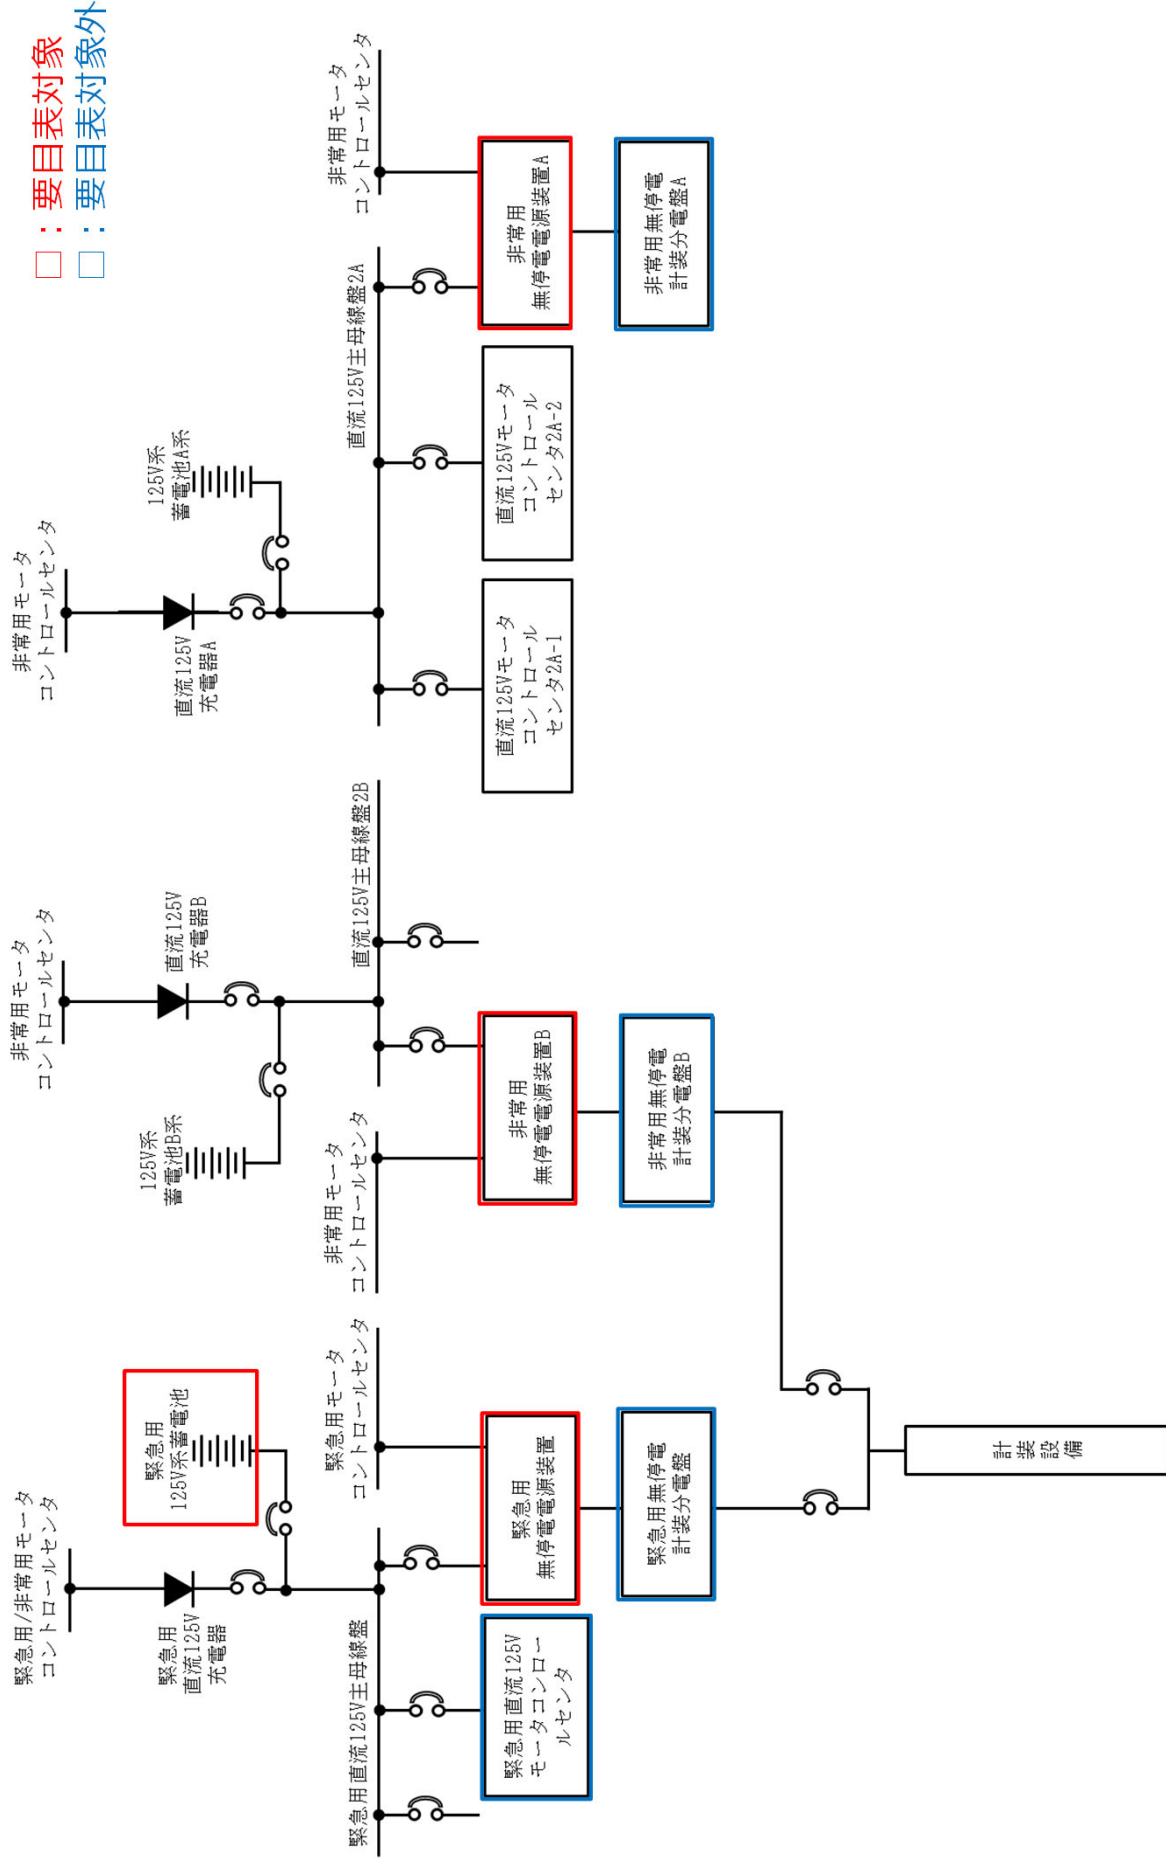 □：要目表対象
□：要目表対象外
緊急用/非常用モータ
コントロールセンタ
緊急用
直流125V
充電器
緊急用
125V系蓄電池
緊急用直流125V主母線盤
緊急用モータ
コントロールセンタ
緊急用直流125V
モータコントロー
ルセンタ
緊急用
無停電電源装置
緊急用無停電
計装分電盤
非常用モータ
コントロールセンタ
直流125V
充電器B
125V系
蓄電池B系
直流125V主母線盤2B
非常用モータ
コントロールセンタ
非常用
無停電電源装置B
非常用無停電
計装分電盤B
計装設備
非常用モータ
コントロールセンタ
直流125V
充電器A
125V系
蓄電池A系
直流125V主母線盤2A
非常用モータ
コントロールセンタ
直流125Vモータ
コントロール
センタ2A-1
直流125Vモータ
コントロール
センタ2A-2
非常用
無停電電源装置A
非常用無停電
計装分電盤A